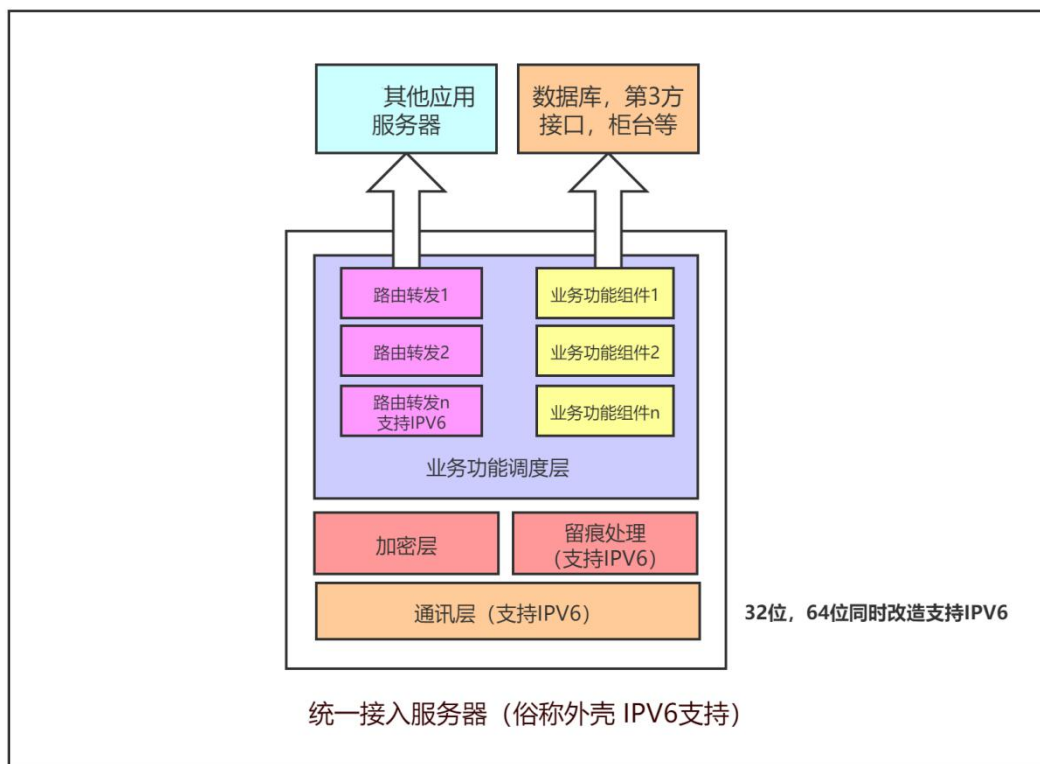 其他应用
服务器
数据库，第3方
接口，柜台等
路由转发1
业务功能组件1
路由转发2
业务功能组件2
路由转发n
支持IPV6
业务功能组件n
业务功能调度层
加密层
留痕处理
（支持IPV6）
通讯层（支持IPV6）
32位，64位同时改造支持IPV6
统一接入服务器（俗称外壳 IPV6支持）